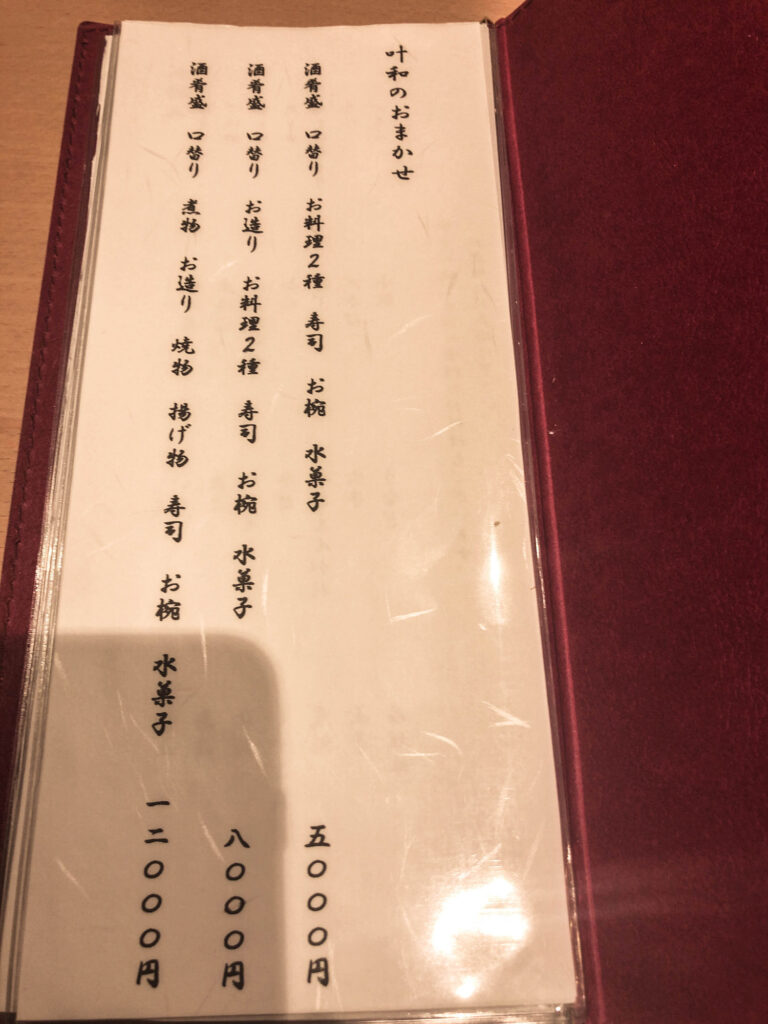 叶和のおまかせ
酒肴盛 口替り お料理2種 寿司 お椀 水菓子 五〇〇〇円
酒肴盛 口替り お造り お料理2種 寿司 お椀 水菓子 八〇〇〇円
酒肴盛 口替り 煮物 お造り 焼物 揚げ物 寿司 お椀 水菓子 一二〇〇〇円